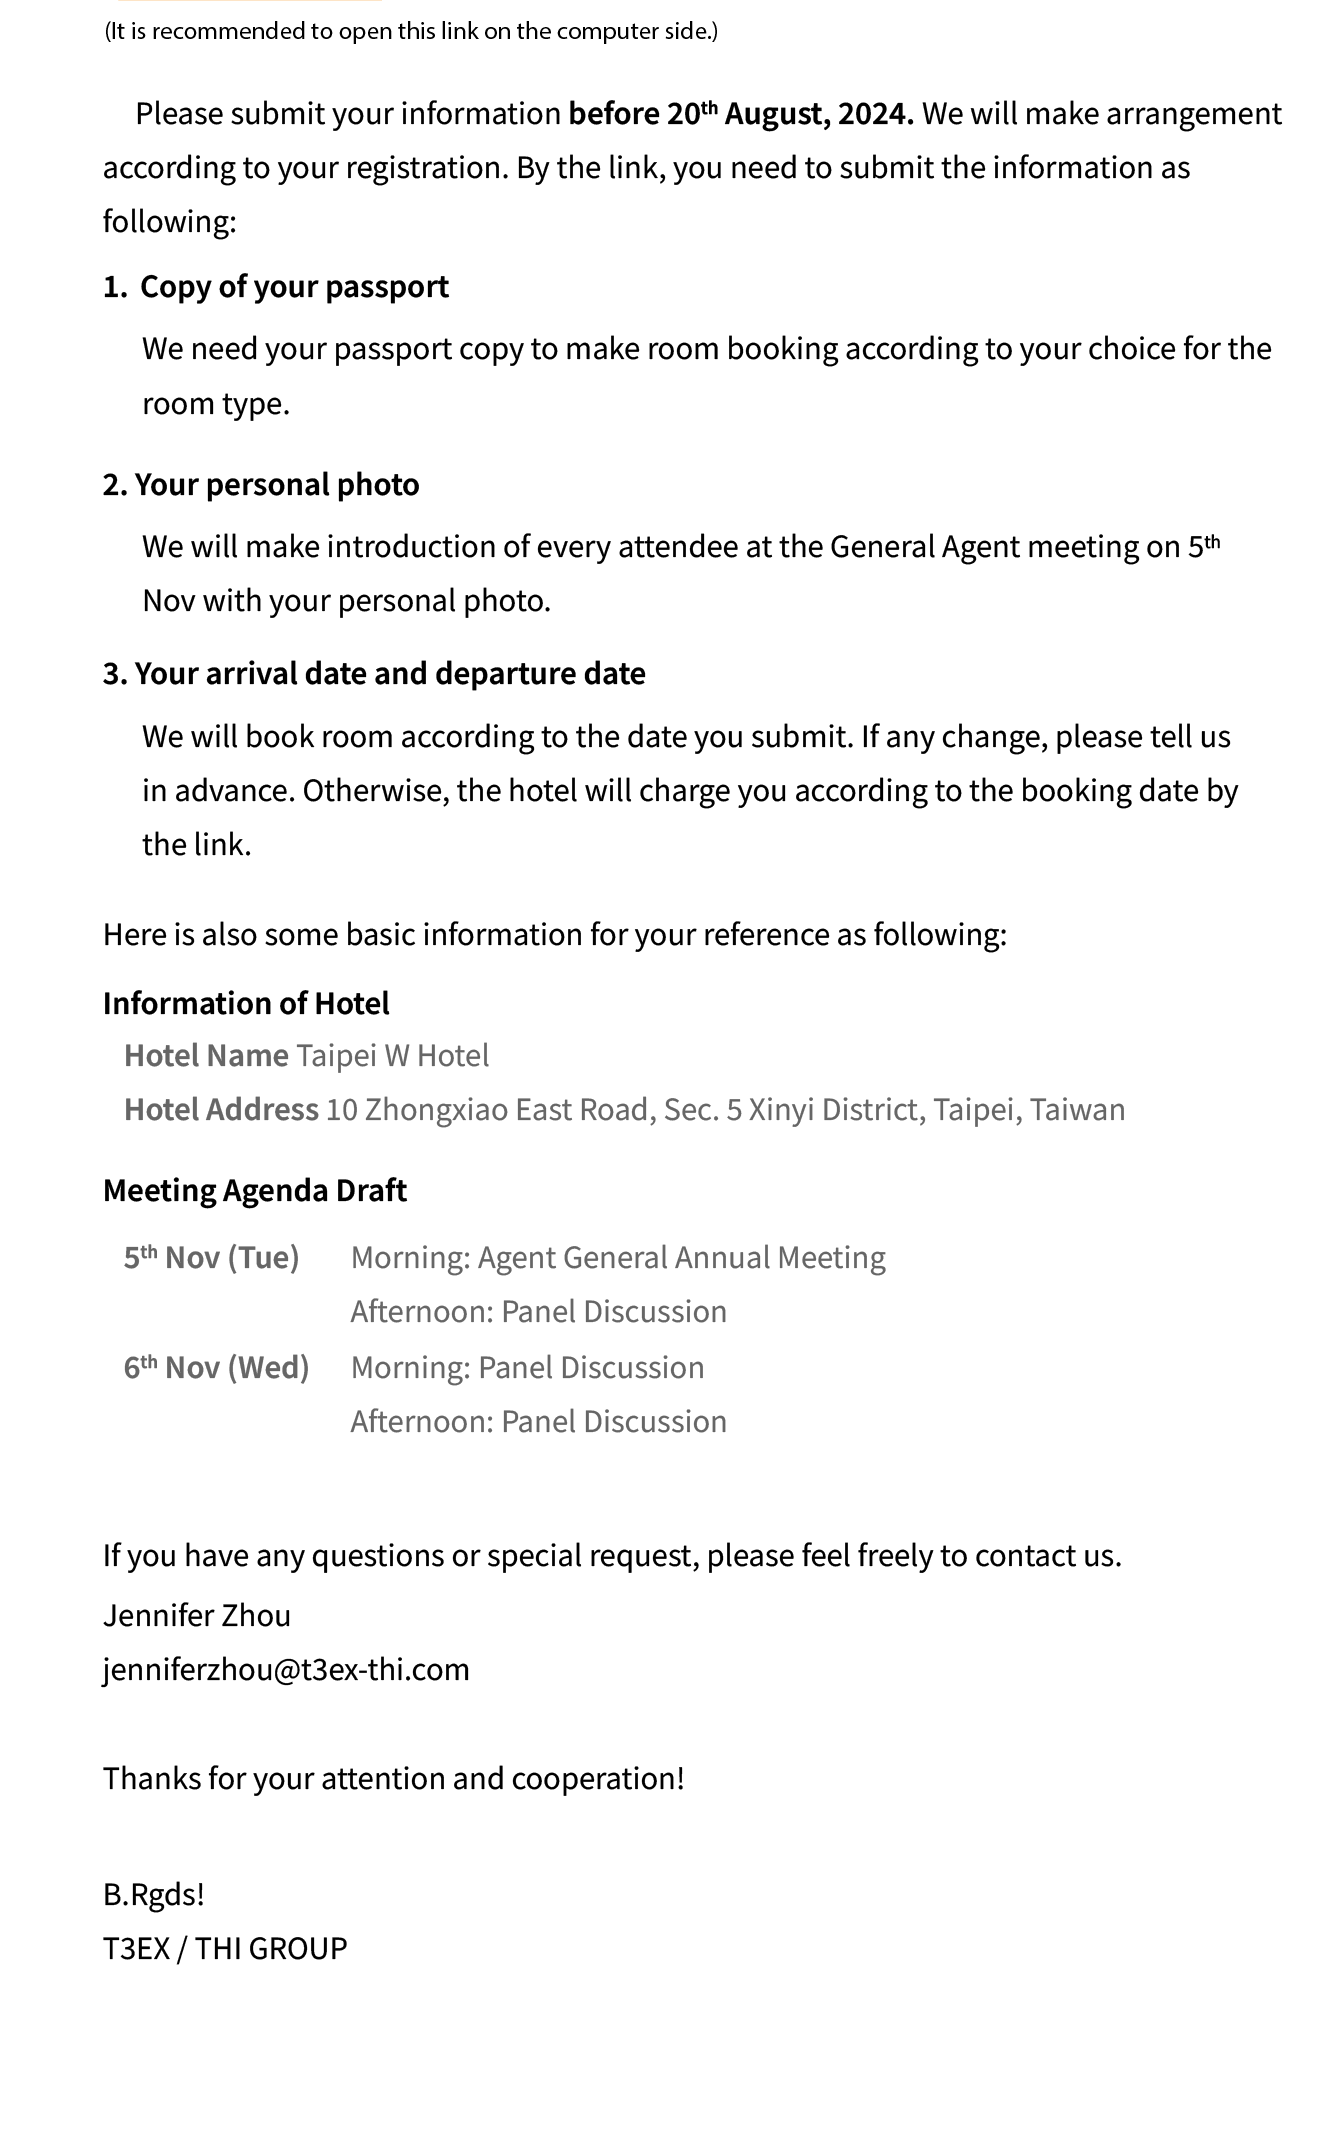 (It is recommended to open this link on the computer side.)
Please submit your information before 20th August, 2024. We will make arrangement
according to your registration. By the link, you need to submit the information as
following:
1. Copy of your passport
We need your passport copy to make room booking according to your choice for the
room type.
2. Your personal photo
We will make introduction of every attendee at the General Agent meeting on 5th
Nov with your personal photo.
3. Your arrival date and departure date
We will book room according to the date you submit. If any change, please tell us
in advance. Otherwise, the hotel will charge you according to the booking date by
the link.
Here is also some basic information for your reference as following:
Information of Hotel
Hotel Name Taipei W Hotel
Hotel Address 10 Zhongxiao East Road, Sec. 5 Xinyi District, Taipei, Taiwan
Meeting Agenda Draft
5th Nov (Tue) Morning: Agent General Annual Meeting
Afternoon: Panel Discussion
6th Nov (Wed) Morning: Panel Discussion
Afternoon: Panel Discussion
If you have any questions or special request, please feel freely to contact us.
Jennifer Zhou
jenniferzhou@t3ex-thi.com
Thanks for your attention and cooperation!
B.Rgds!
T3EX / THI GROUP